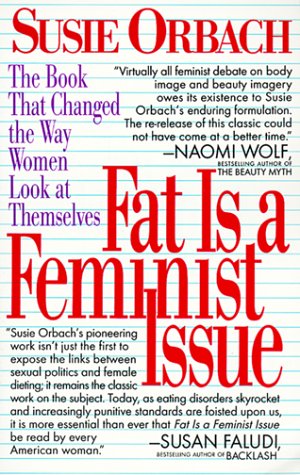 SUSIE ORBACH
The Book
That Changed
the Way
Women
Look at
Themselves
"Virtually all feminist debate on body
image and beauty imagery
owes its existence to Susie
Orbach's enduring formulation.
The re-release of this classic could
not have come at a better time."
—NAOMI WOLF,
BESTSELLING AUTHOR OF
THE BEAUTY MYTH
Fat Is a
Feminist
Issue
"Susie Orbach's pioneering
work isn't just the first to
expose the links between
sexual politics and female
dieting; it remains the classic
work on the subject. Today, as eating disorders skyrocket
and increasingly punitive standards are foisted upon us,
it is more essential than ever that Fat Is a Feminist Issue
be read by every
American woman."
—SUSAN FALUDI,
BESTSELLING AUTHOR OF BACKLASH